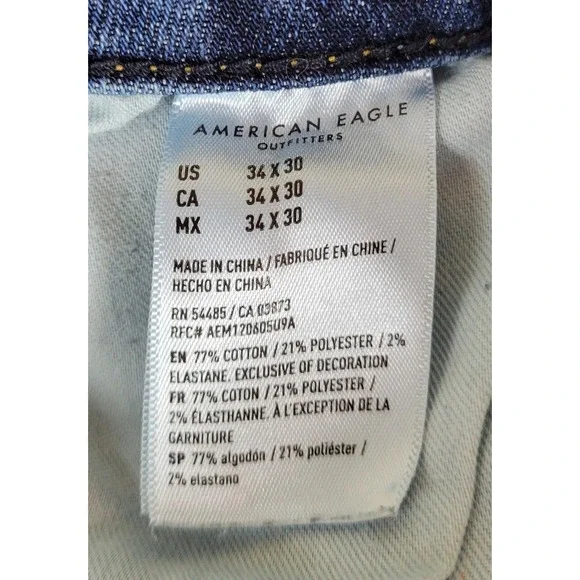 AMERICAN EAGLE
OUTFITTERS
US 34 X 30
CA 34 X 30
MX 34 X 30
MADE IN CHINA / FABRIQUÉ EN CHINE /
HECHO EN CHINA
RN 54485 / CA 03873
RFC# AEM120605U9A
EN 77% COTTON / 21% POLYESTER / 2%
ELASTANE, EXCLUSIVE OF DECORATION
FR 77% COTON / 21% POLYESTER /
2% ÉLASTHANNE. À L'EXCEPTION DE LA
GARNITURE
SP 77% algodón / 21% poliéster /
2% elastano